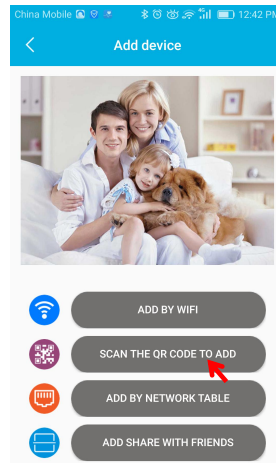 China Mobile 12:42 PM
Add device
ADD BY WIFI
SCAN THE QR CODE TO ADD
ADD BY NETWORK TABLE
ADD SHARE WITH FRIENDS